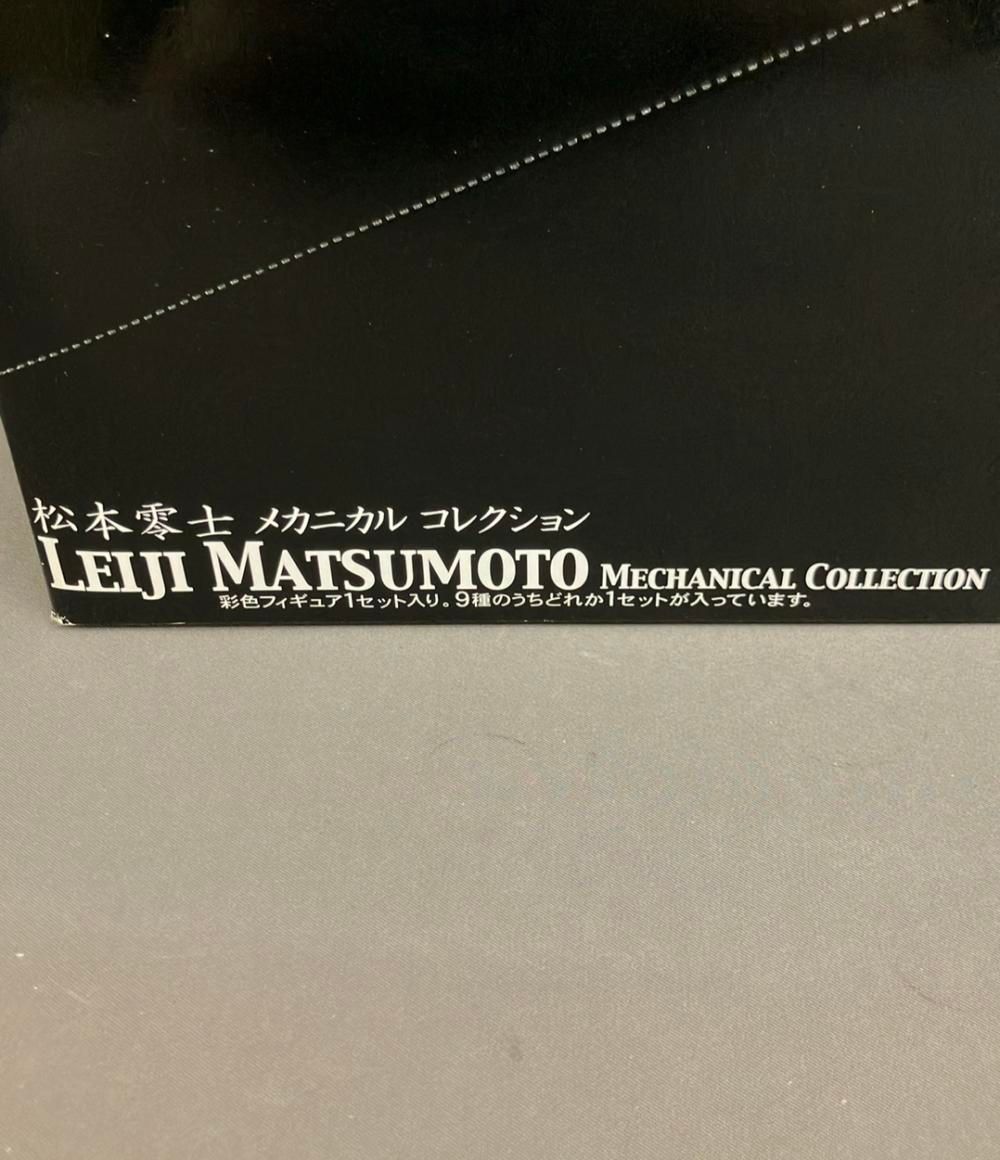 松本零士 メカニカル コレクション
LEIJI MATSUMOTO MECHANICAL COLLECTION
彩色フィギュア1セット入り。9種のうちどれか1セットが入っています。